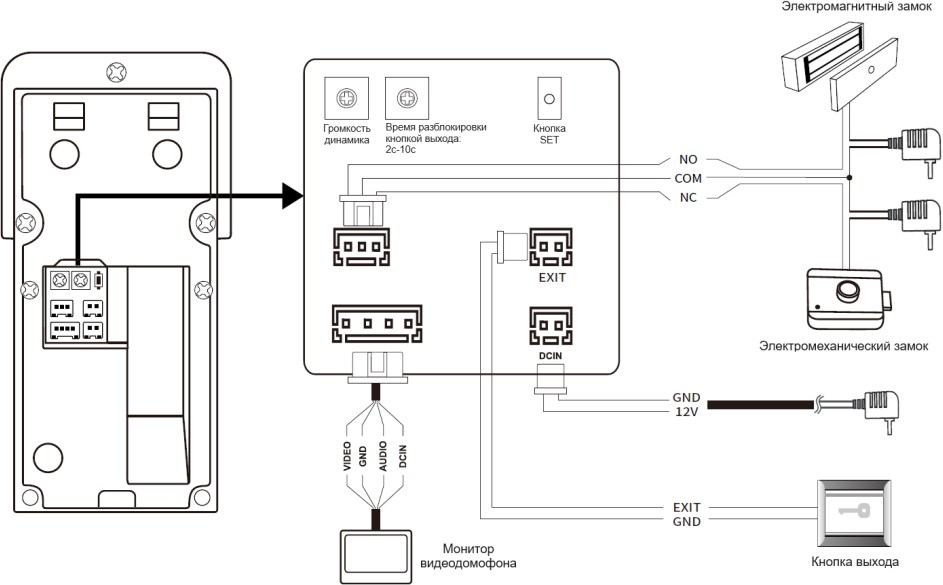 Электромагнитный замок
Громкость
динамика
Время разблокировки
кнопкой выхода:
2с-10с
Кнопка
SET
NO
COM
NC
EXIT
DCIN
Электромеханический замок
GND
12V
VIDEO
GND
AUDIO
DCIN
EXIT
GND
Монитор
видеодомофона
Кнопка выхода